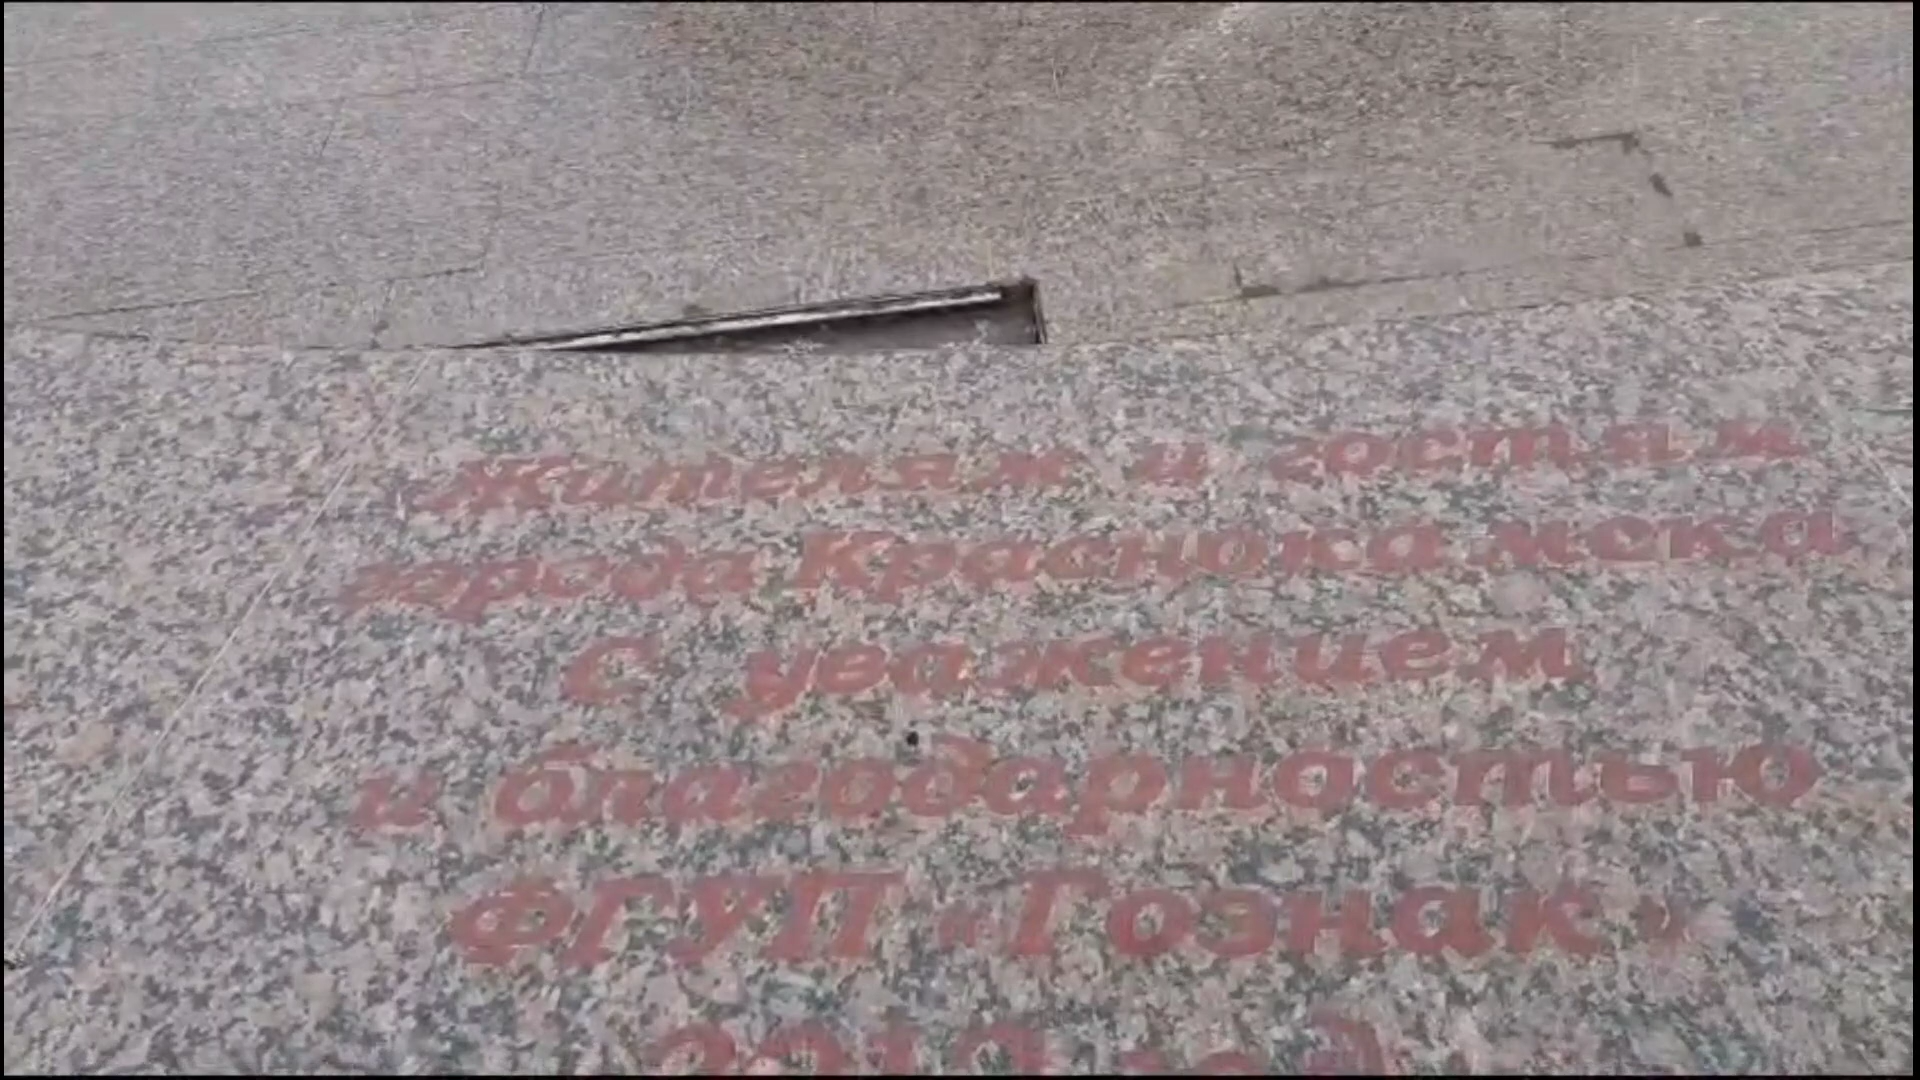 Жителям и гостям
города Краснокамска
С уважением
и благодарностью
ФГУП «Гознак»